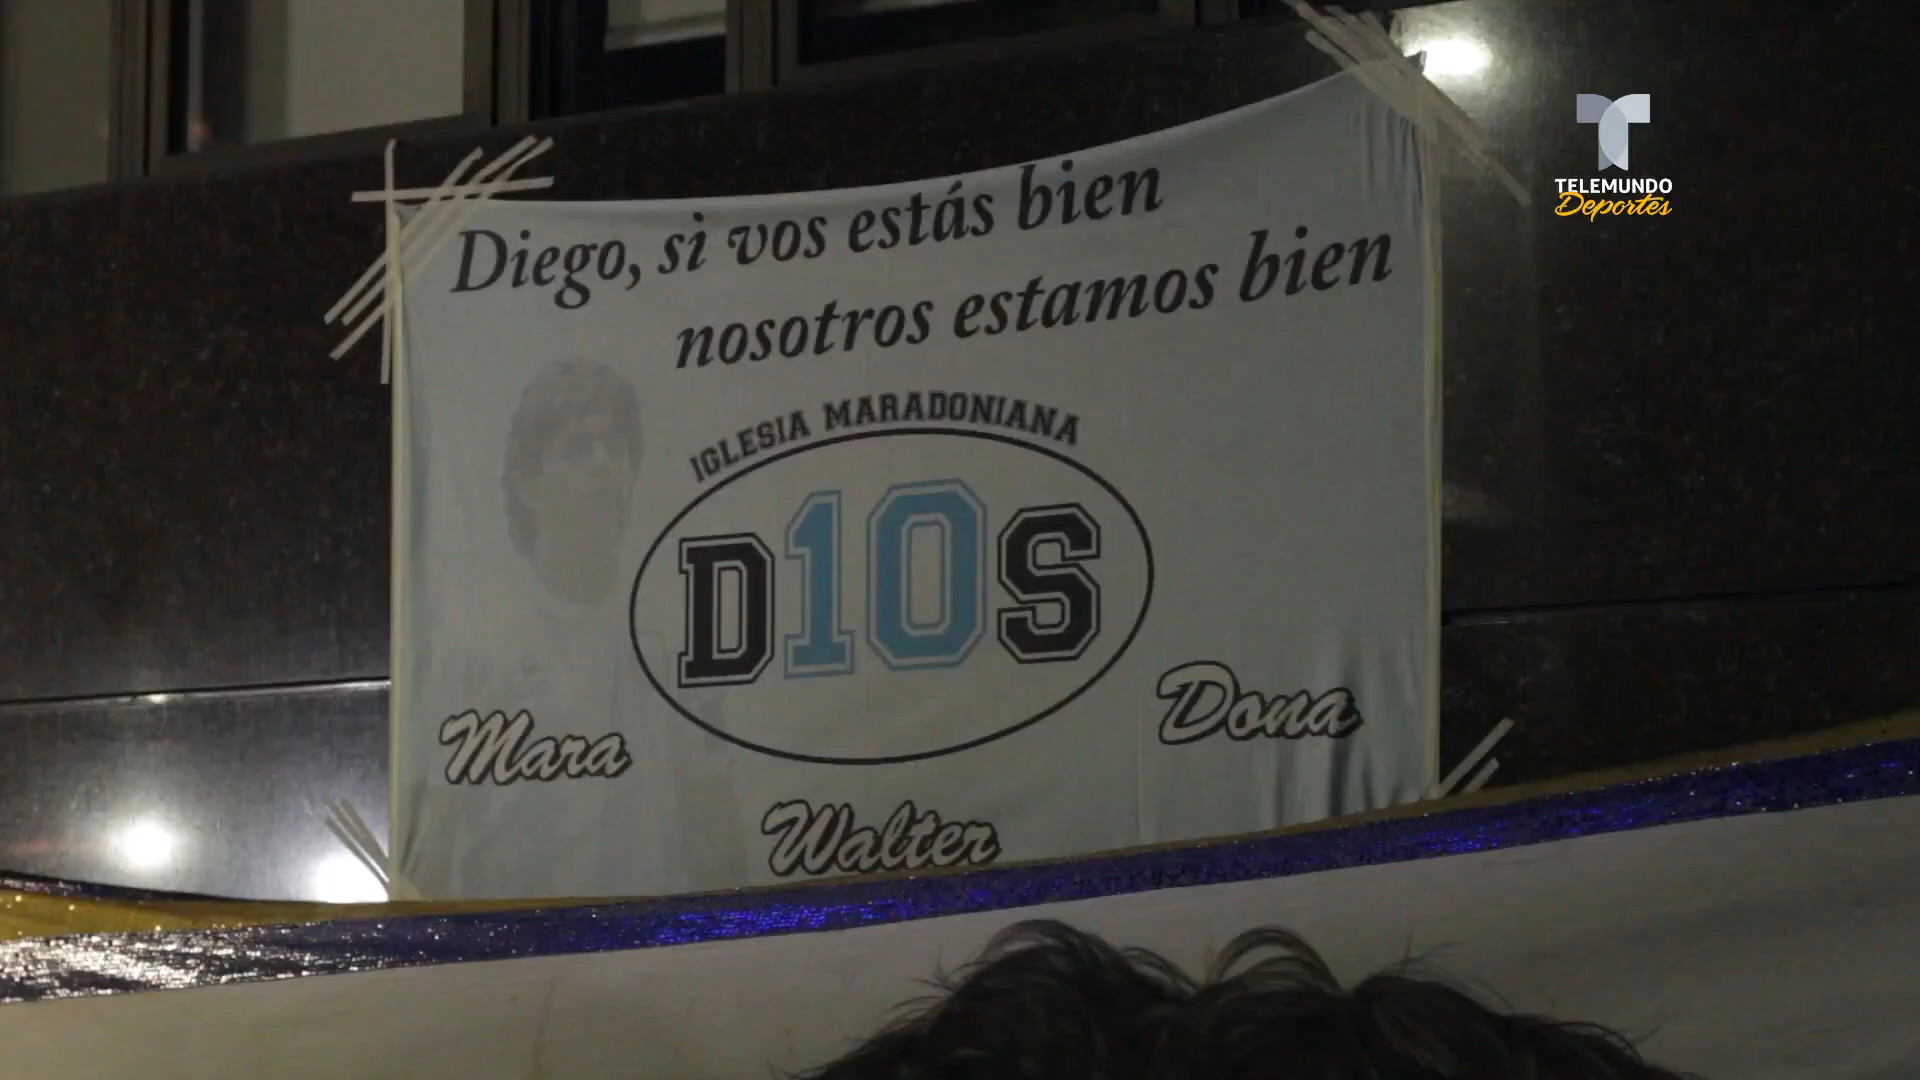 Diego, si vos estás bien
nosotros estamos bien
IGLESIA MARADONIANA
D10S
Mara
Dona
Walter
TELEMUNDO
Deportes